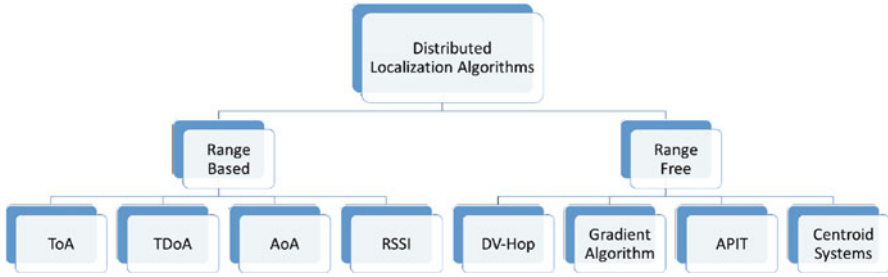 Distributed
Localization Algorithms
Range
Based
Range
Free
ToA
TDoA
AoA
RSSI
DV-Hop
Gradient
Algorithm
APIT
Centroid
Systems